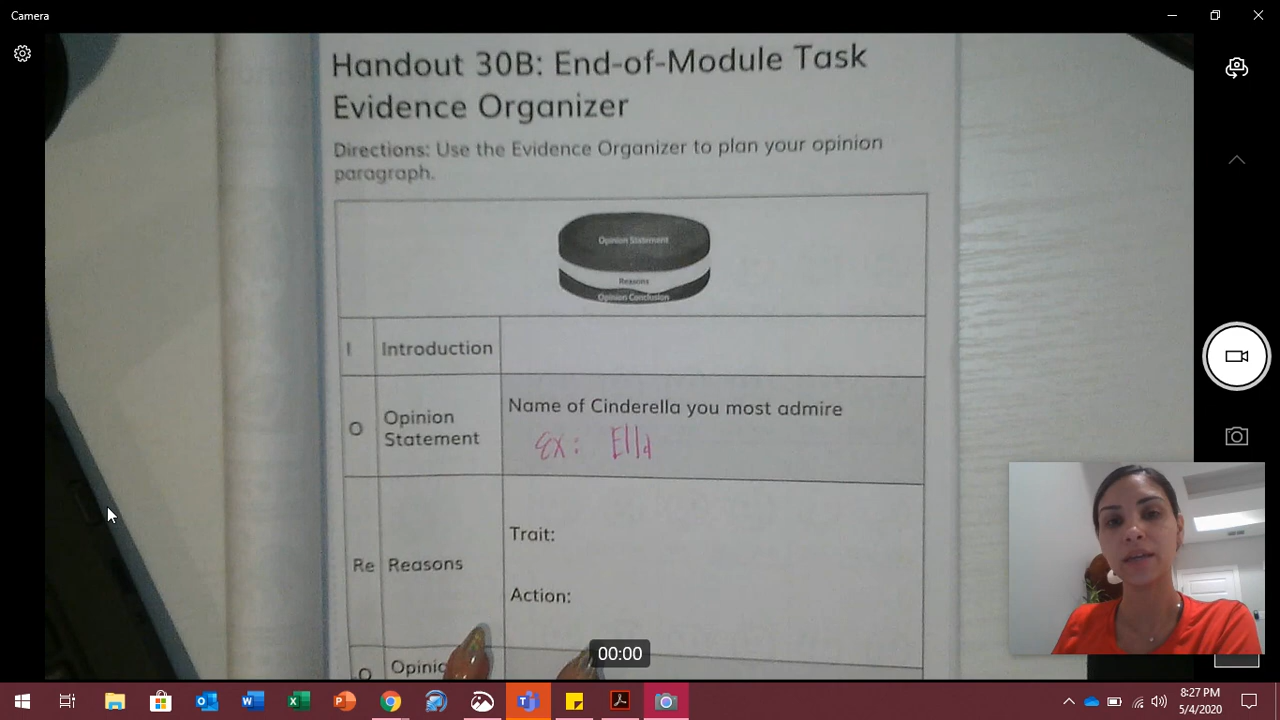 Camera
Handout 30B: End-of-Module Task
Evidence Organizer
Directions: Use the Evidence Organizer to plan your opinion
paragraph.
Opinion Statement
Reasons
Opinion Conclusion
I
Introduction
O
Opinion
Statement
Name of Cinderella you most admire
Ex: Ella
Re
Reasons
Trait:
Action:
O
Opinio
00:00
8:27 PM
5/4/2020